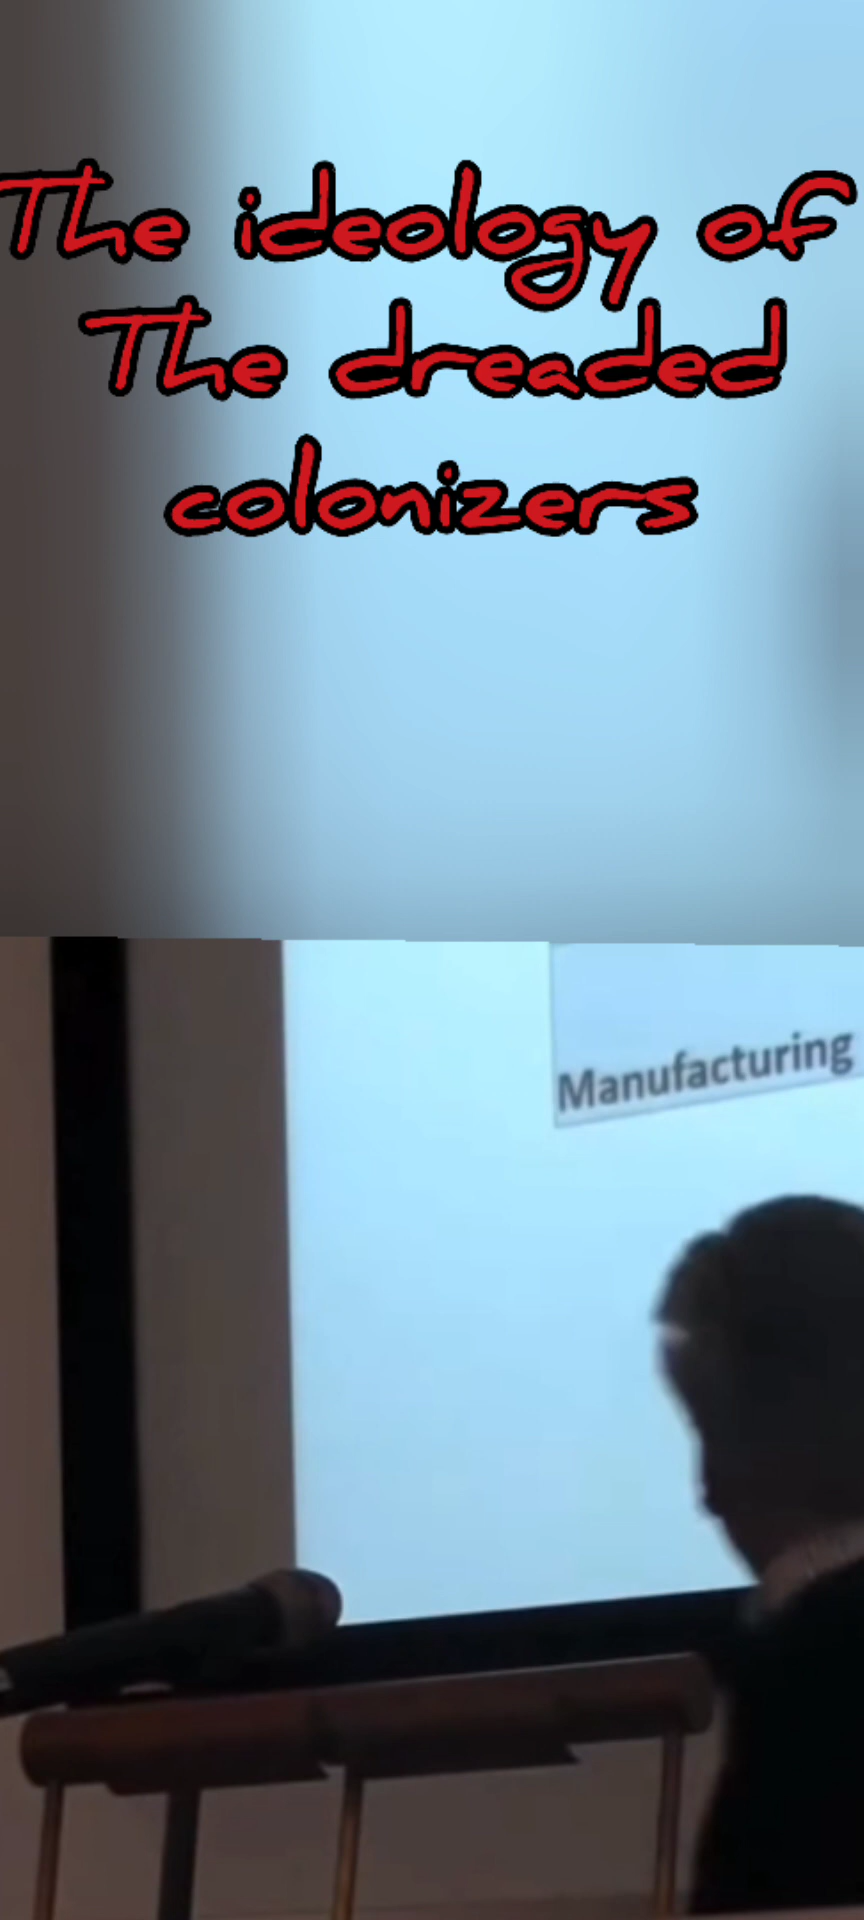 The ideology of
The dreaded
colonizers
Manufacturing